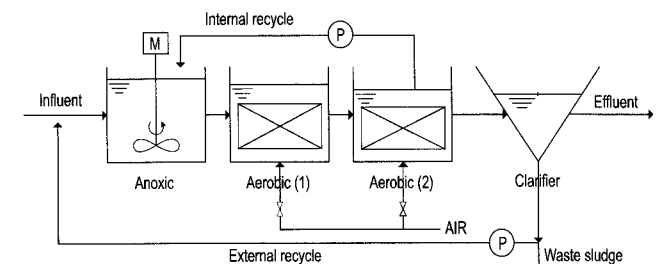 Internal recycle
P
M
Influent
Effluent
Anoxic
Aerobic (1)
Aerobic (2)
Clarifier
AIR
External recycle
P
Waste sludge